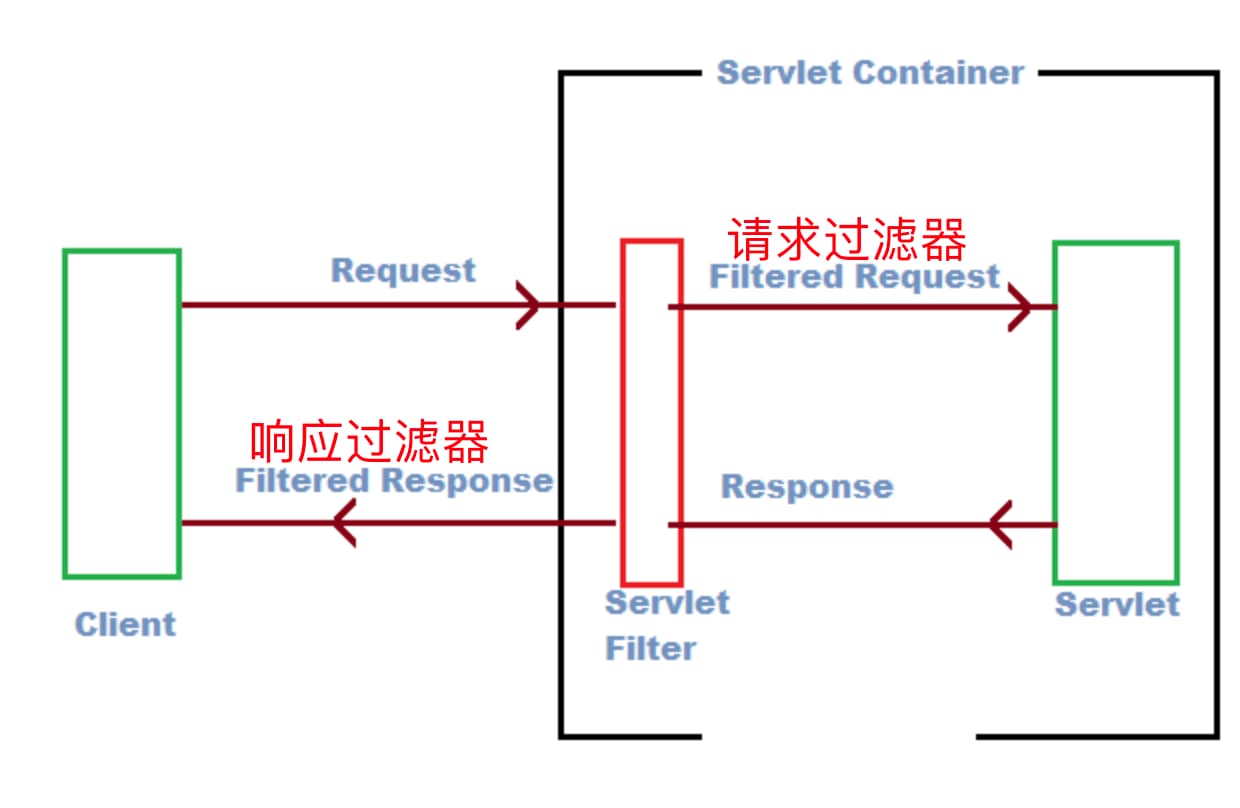 Servlet Container
请求过滤器
Request
Filtered Request
响应过滤器
Filtered Response
Response
Servlet
Filter
Servlet
Client